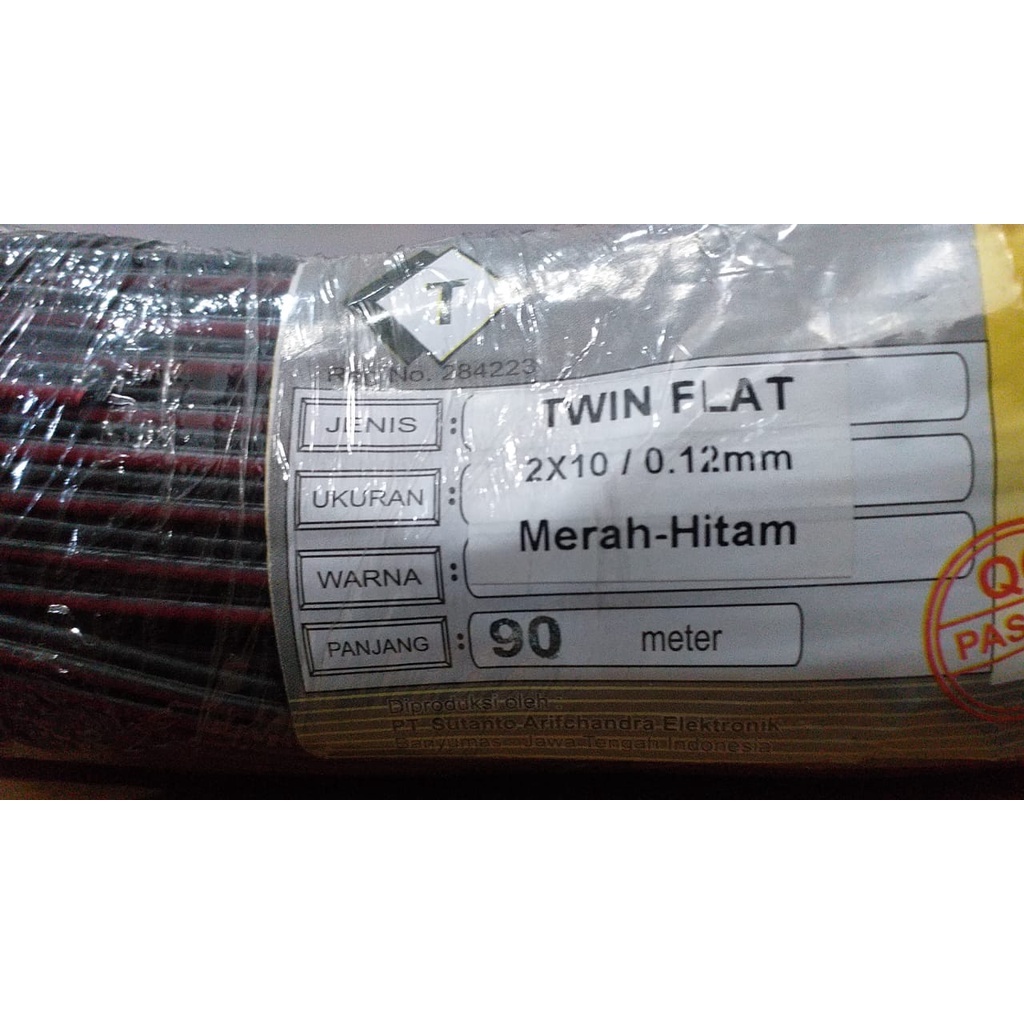 T
Reg No. 284223
JENIS : TWIN FLAT
UKURAN : 2X10 / 0.12mm
WARNA : Merah-Hitam
PANJANG : 90 meter
Diproduksi oleh :
PT Sutanto Arifchandra Elektronik
Banyumas - Jawa Tengah Indonesia